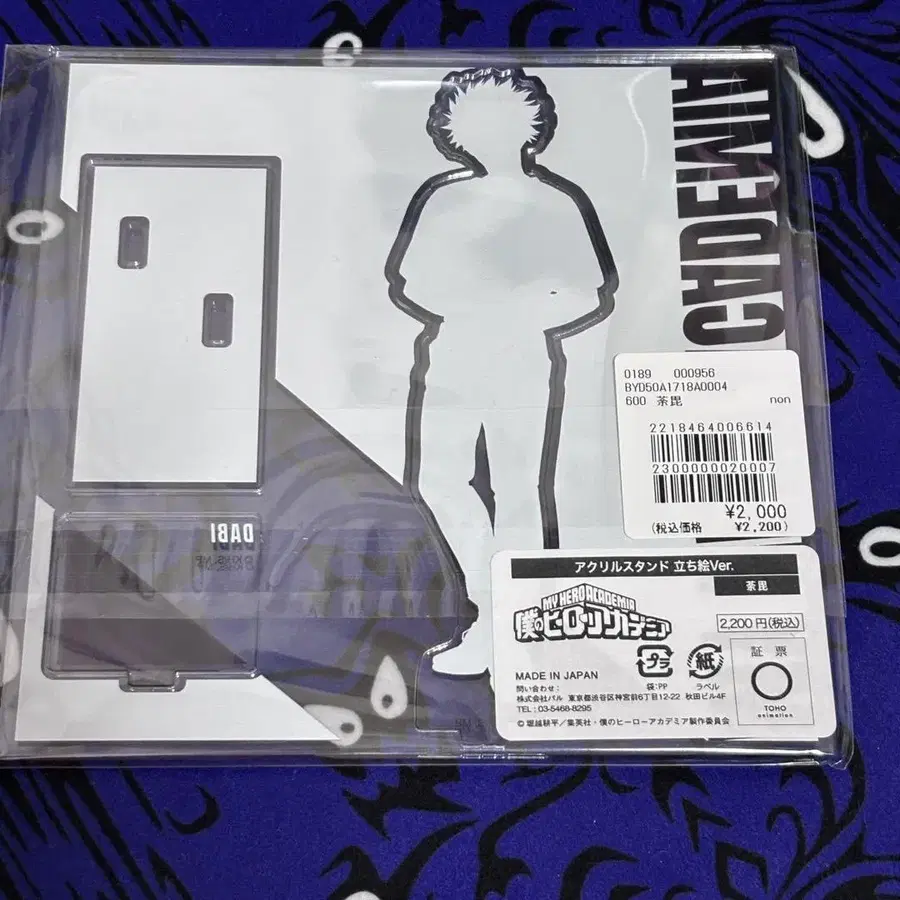 ACADEMIA
0189 000956
BYD50A1718A0004
600 荼毘 non
2218464006614
2300000020007
¥2,000
(税込価格 ¥2,200)
DABI
アクリルスタンド 立ち絵Ver.
荼毘
MY HERO ACADEMIA
僕のヒーローアカデミア
2,200円(税込)
プラ
紙
証票
MADE IN JAPAN
袋:PP
ラベル
問い合わせ:
株式会社パル 東京都渋谷区神宮前6丁目12-22 秋田ビル4F
TEL:03-5468-8295
TOHO
animation
© 堀越耕平/集英社・僕のヒーローアカデミア製作委員会